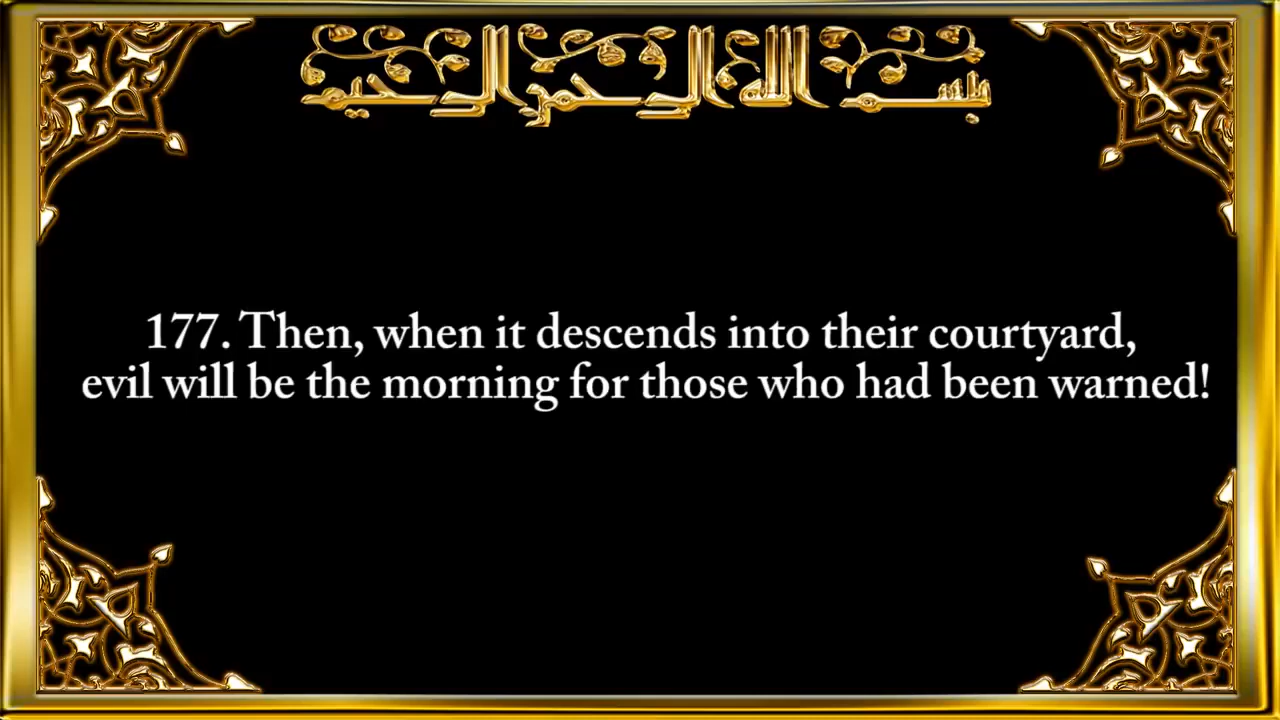 بسم الله الرحمن الرحيم
177. Then, when it descends into their courtyard,
evil will be the morning for those who had been warned!